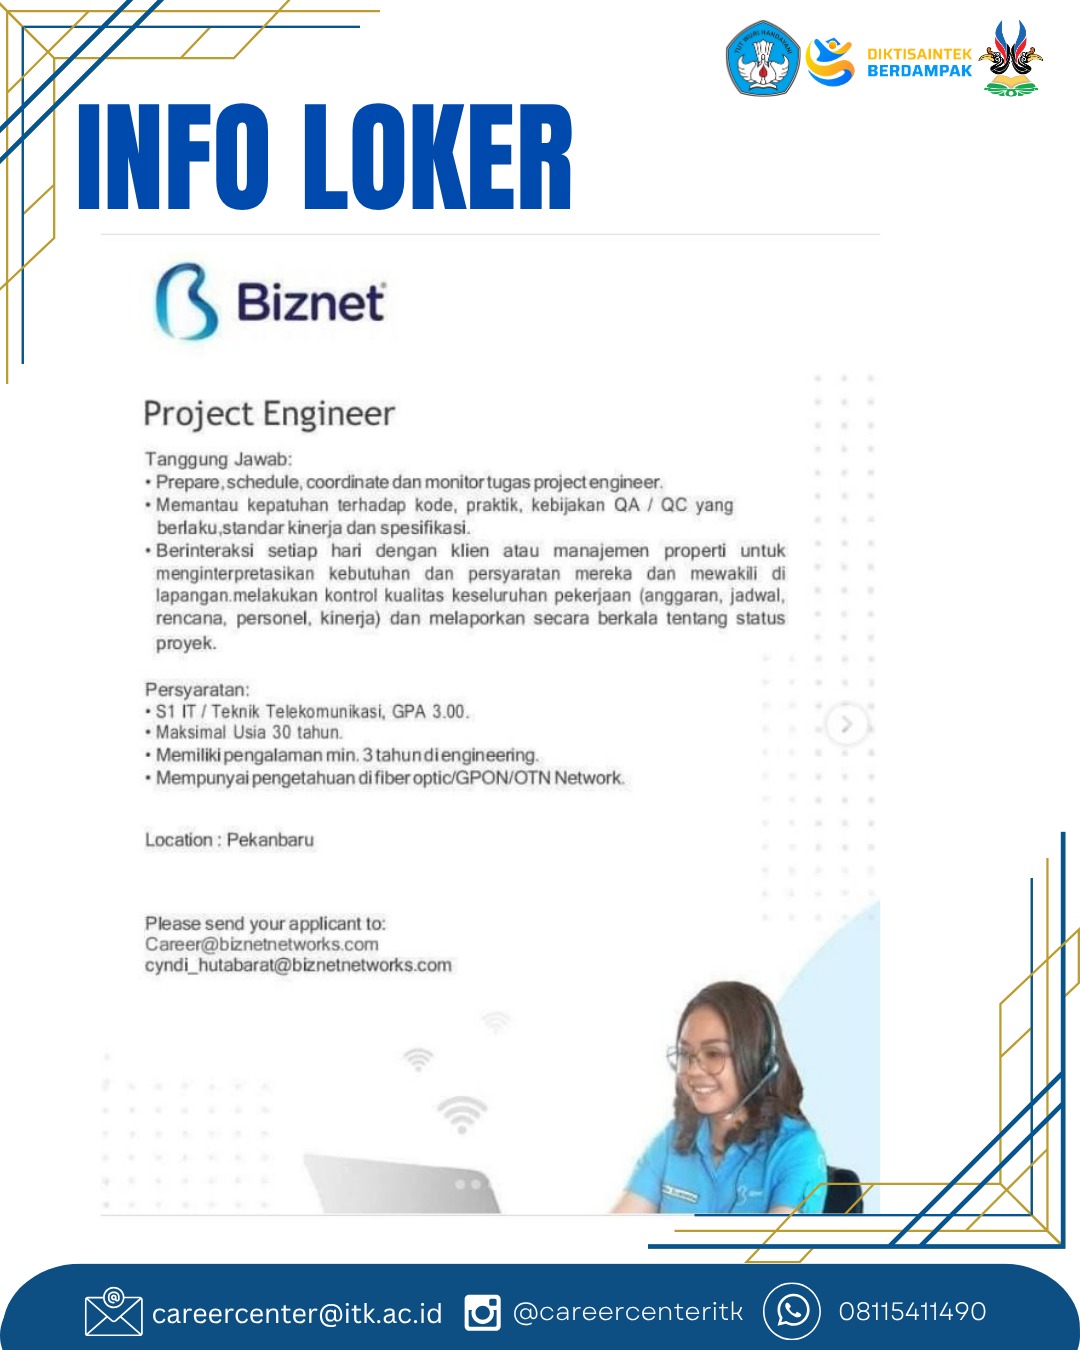 TUT WURI HANDAYANI
DIKTISAINTEK
BERDAMPAK
INFO LOKER
Biznet
Project Engineer
Tanggung Jawab:
• Prepare, schedule, coordinate dan monitor tugas project engineer.
• Memantau kepatuhan terhadap kode, praktik, kebijakan QA / QC yang
berlaku,standar kinerja dan spesifikasi.
• Berinteraksi setiap hari dengan klien atau manajemen properti untuk
menginterpretasikan kebutuhan dan persyaratan mereka dan mewakili di
lapangan.melakukan kontrol kualitas keseluruhan pekerjaan (anggaran, jadwal,
rencana, personel, kinerja) dan melaporkan secara berkala tentang status
proyek.
Persyaratan:
• S1 IT / Teknik Telekomunikasi, GPA 3.00.
• Maksimal Usia 30 tahun.
• Memiliki pengalaman min. 3 tahun di engineering.
• Mempunyai pengetahuan di fiber optic/GPON/OTN Network.
Location : Pekanbaru
Please send your applicant to:
Career@biznetnetworks.com
cyndi_hutabarat@biznetnetworks.com
careercenter@itk.ac.id
@careercenteritk
08115411490